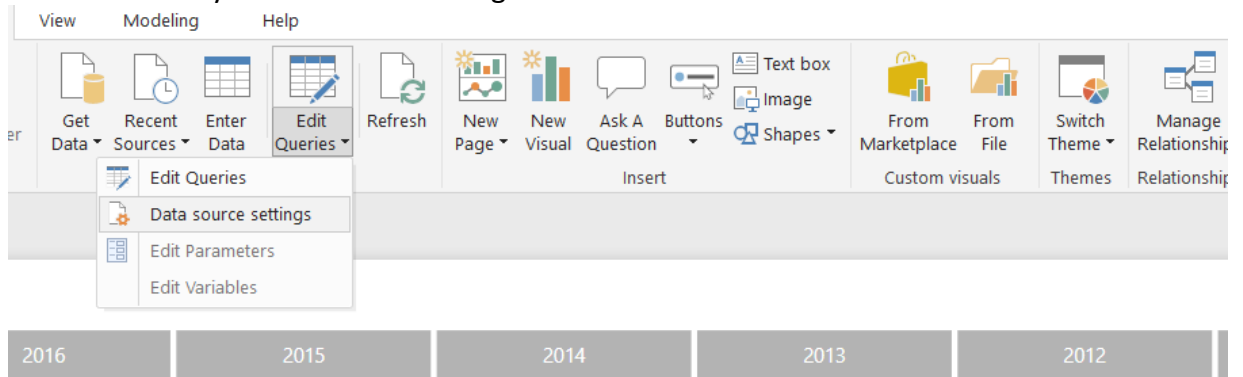 View Modeling Help
Get Data
Recent Sources
Enter Data
Edit Queries
Refresh
New Page
New Visual
Ask A Question
Buttons
Text box
Image
Shapes
From Marketplace
From File
Switch Theme
Manage
Insert
Custom visuals
Themes
Edit Queries
Data source settings
Edit Parameters
Edit Variables
2016 2015 2014 2013 2012